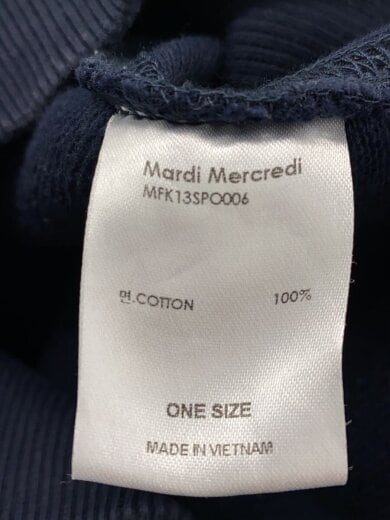 Mardi Mercredi
MFK13SPO006
면.COTTON 100%
ONE SIZE
MADE IN VIETNAM